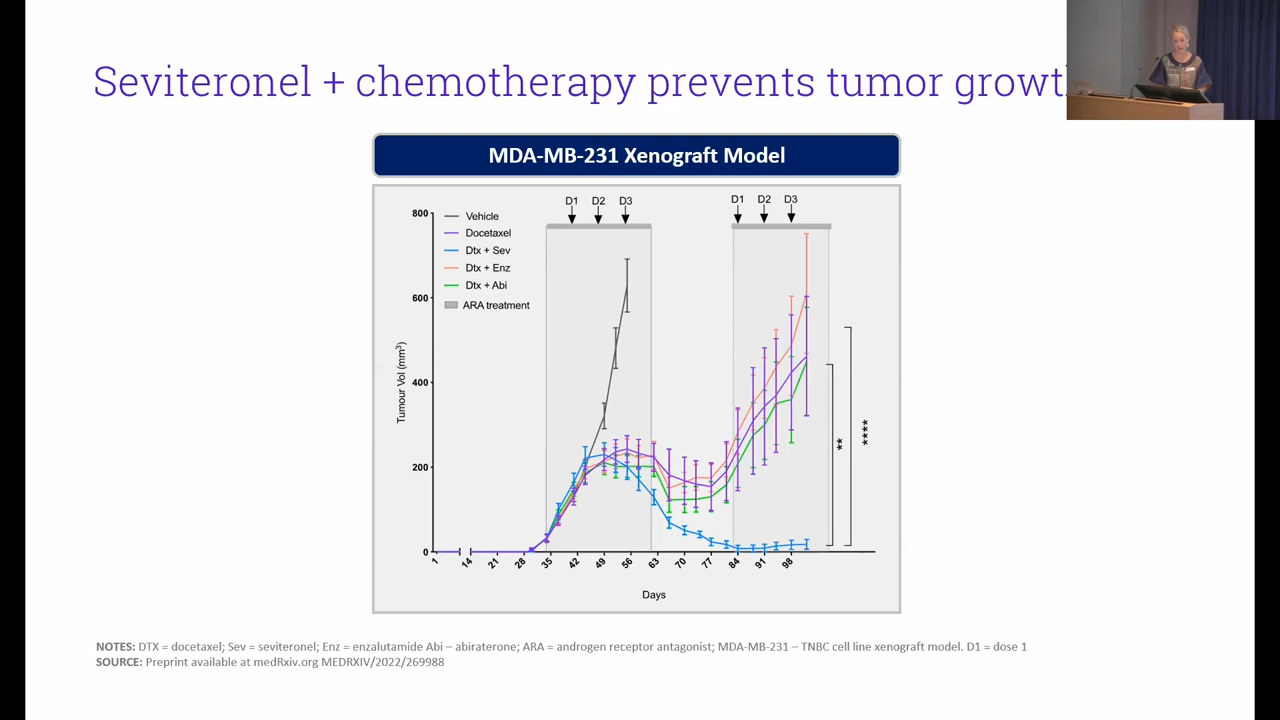 Seviteronel + chemotherapy prevents tumor growt
MDA-MB-231 Xenograft Model
D1 D2 D3 D1 D2 D3
800
600
400
200
0
Tumour Vol (mm³)
Vehicle
Docetaxel
Dtx + Sev
Dtx + Enz
Dtx + Abi
ARA treatment
**
****
1 14 21 28 35 42 49 56 63 70 77 84 91 98
Days
NOTES: DTX = docetaxel; Sev = seviteronel; Enz = enzalutamide Abi – abiraterone; ARA = androgen receptor antagonist; MDA-MB-231 – TNBC cell line xenograft model. D1 = dose 1
SOURCE: Preprint available at medRxiv.org MEDRXIV/2022/269988